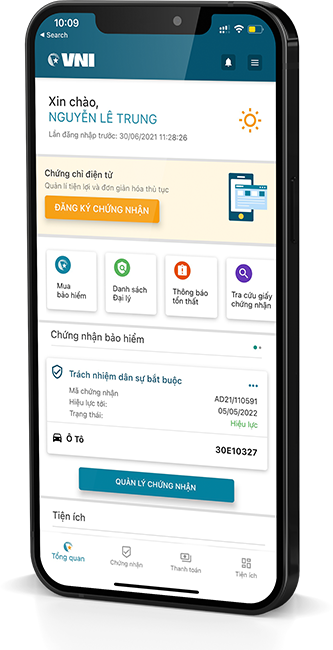 10:09
Search
VNI
Xin chào,
NGUYỄN LÊ TRUNG
Lần đăng nhập trước: 30/06/2021 11:28:26
Chứng chỉ điện tử
Quản lí tiện lợi và đơn giản hóa thủ tục
ĐĂNG KÝ CHỨNG NHẬN
Mua bảo hiểm
Danh sách Đại lý
Thông báo tổn thất
Tra cứu giấy chứng nhận
Chứng nhận bảo hiểm
Trách nhiệm dân sự bắt buộc
Mã chứng nhận AD21/110591
Hiệu lực tới: 05/06/2022
Trạng thái: Hiệu lực
Ô Tô 30E10327
QUẢN LÝ CHỨNG NHẬN
Tiện ích
Tổng quan
Chứng nhận
Thanh toán
Tiện ích